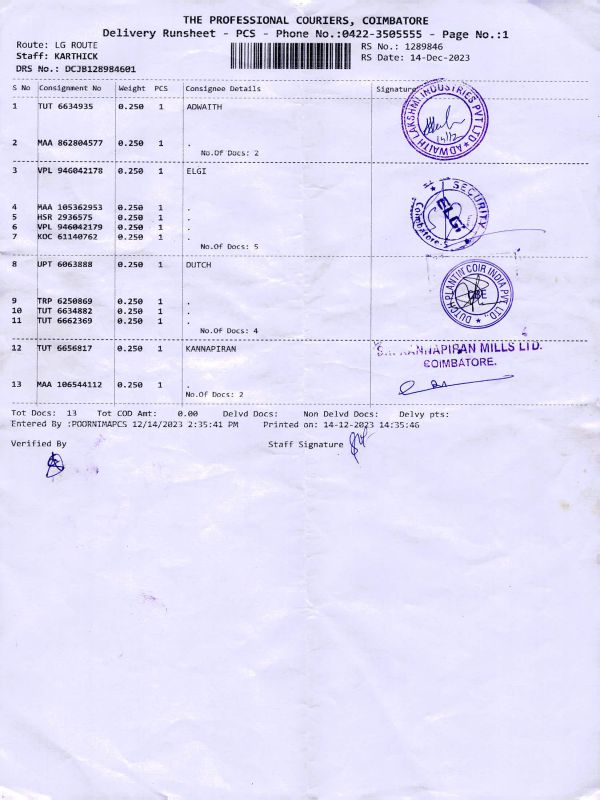 THE PROFESSIONAL COURIERS, COIMBATORE
Delivery Runsheet - PCS - Phone No.:0422-3505555 - Page No.:1
Route: LG ROUTE
RS No.: 1289846
Staff: KARTHICK
RS Date: 14-Dec-2023
DRS No.: DCJB128984601
S No Consignment No Weight PCS Consignee Details Signature
1 TUT 6634935 0.250 1 ADWAITH
LAKSHMI INDUSTRIES PVT LTD * ADWAITH
14/12
2 MAA 862804577 0.250 1 .
No.Of Docs: 2
3 VPL 946042178 0.250 1 ELGI
SECURITY
ELGI
Coimbatore-5
4 MAA 105362953 0.250 1 .
5 HSR 2936575 0.250 1 .
6 VPL 946042179 0.250 1 .
7 KOC 61140762 0.250 1 .
No.Of Docs: 5
8 UPT 6063888 0.250 1 DUTCH
DUTCH PLANTIN COIR INDIA PVT. LTD.,
CBE
9 TRP 6250869 0.250 1 .
10 TUT 6634882 0.250 1 .
11 TUT 6662369 0.250 1 .
No.Of Docs: 4
12 TUT 6656817 0.250 1 KANNAPIRAN
KANNAPIRAN MILLS LTD.
COIMBATORE.
13 MAA 106544112 0.250 1 .
No.Of Docs: 2
Tot Docs: 13 Tot COD Amt: 0.00 Delvd Docs: Non Delvd Docs: Delvy pts:
Entered By :POORNIMAPCS 12/14/2023 2:35:41 PM Printed on: 14-12-2023 14:35:46
Verified By Staff Signature